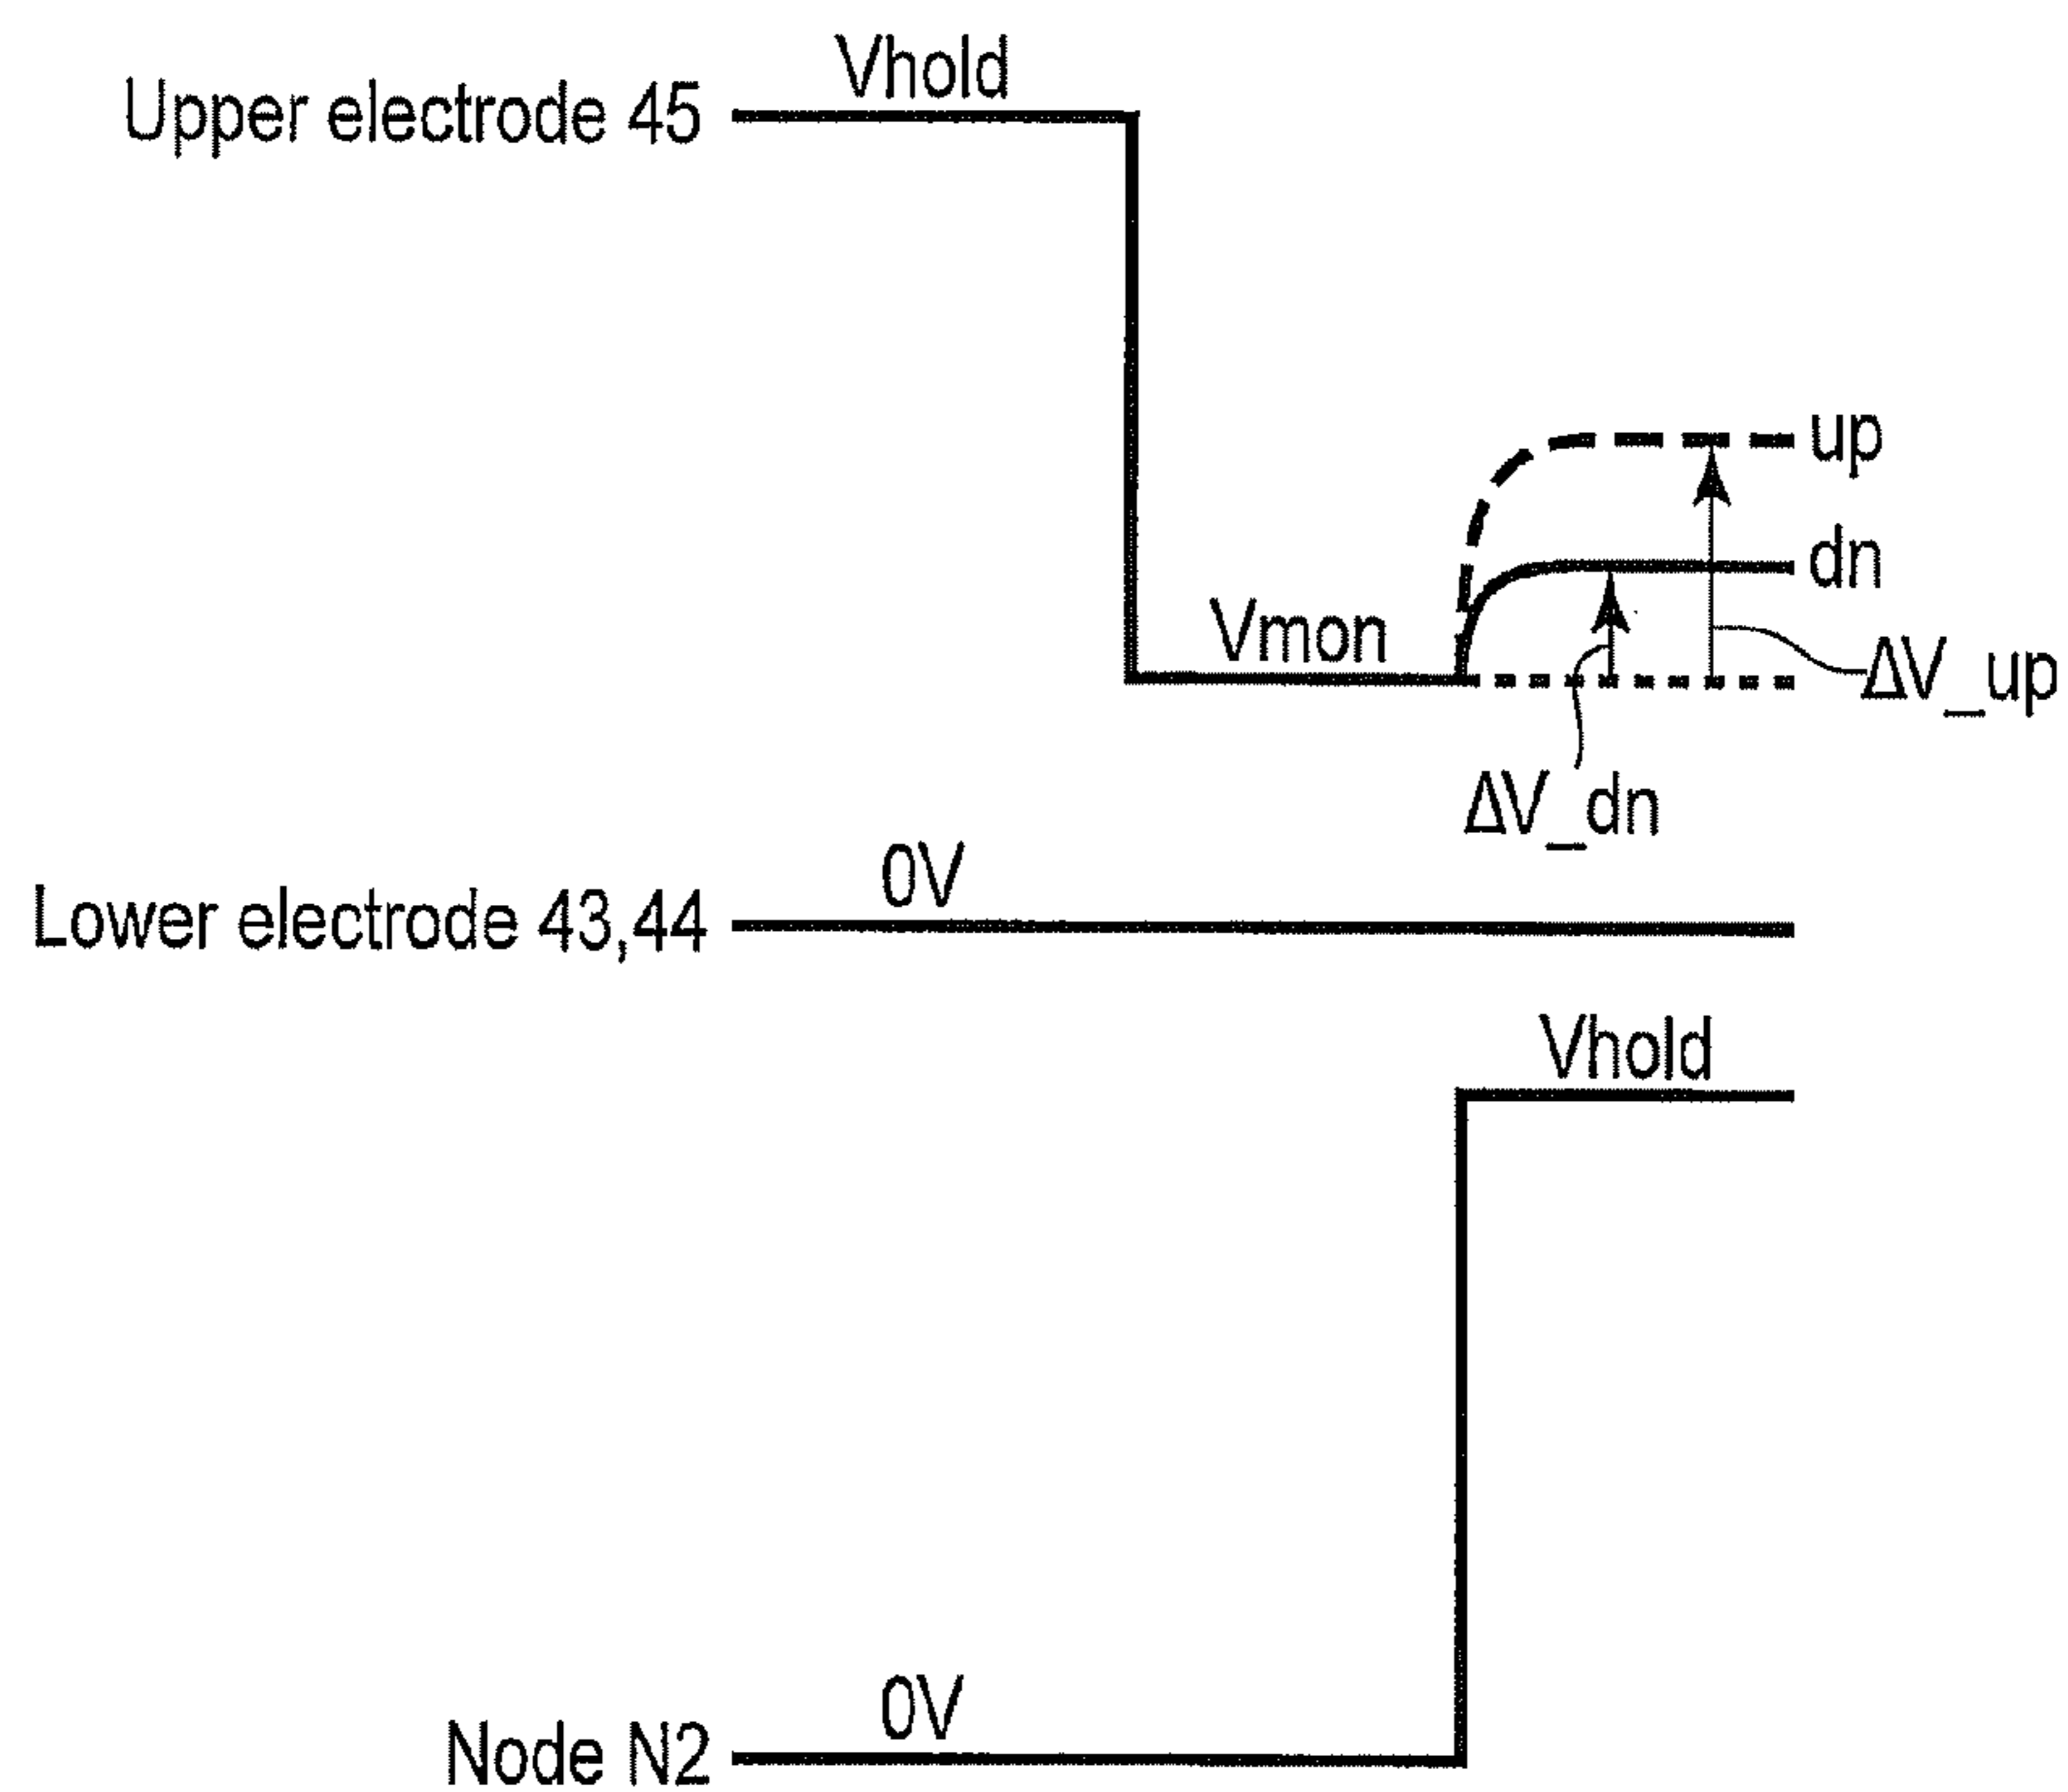 Vhold
Upper electrode 45
up
dn
Vmon
ΔV_up
ΔV_dn
0V
Lower electrode 43,44
Vhold
0V
Node N2